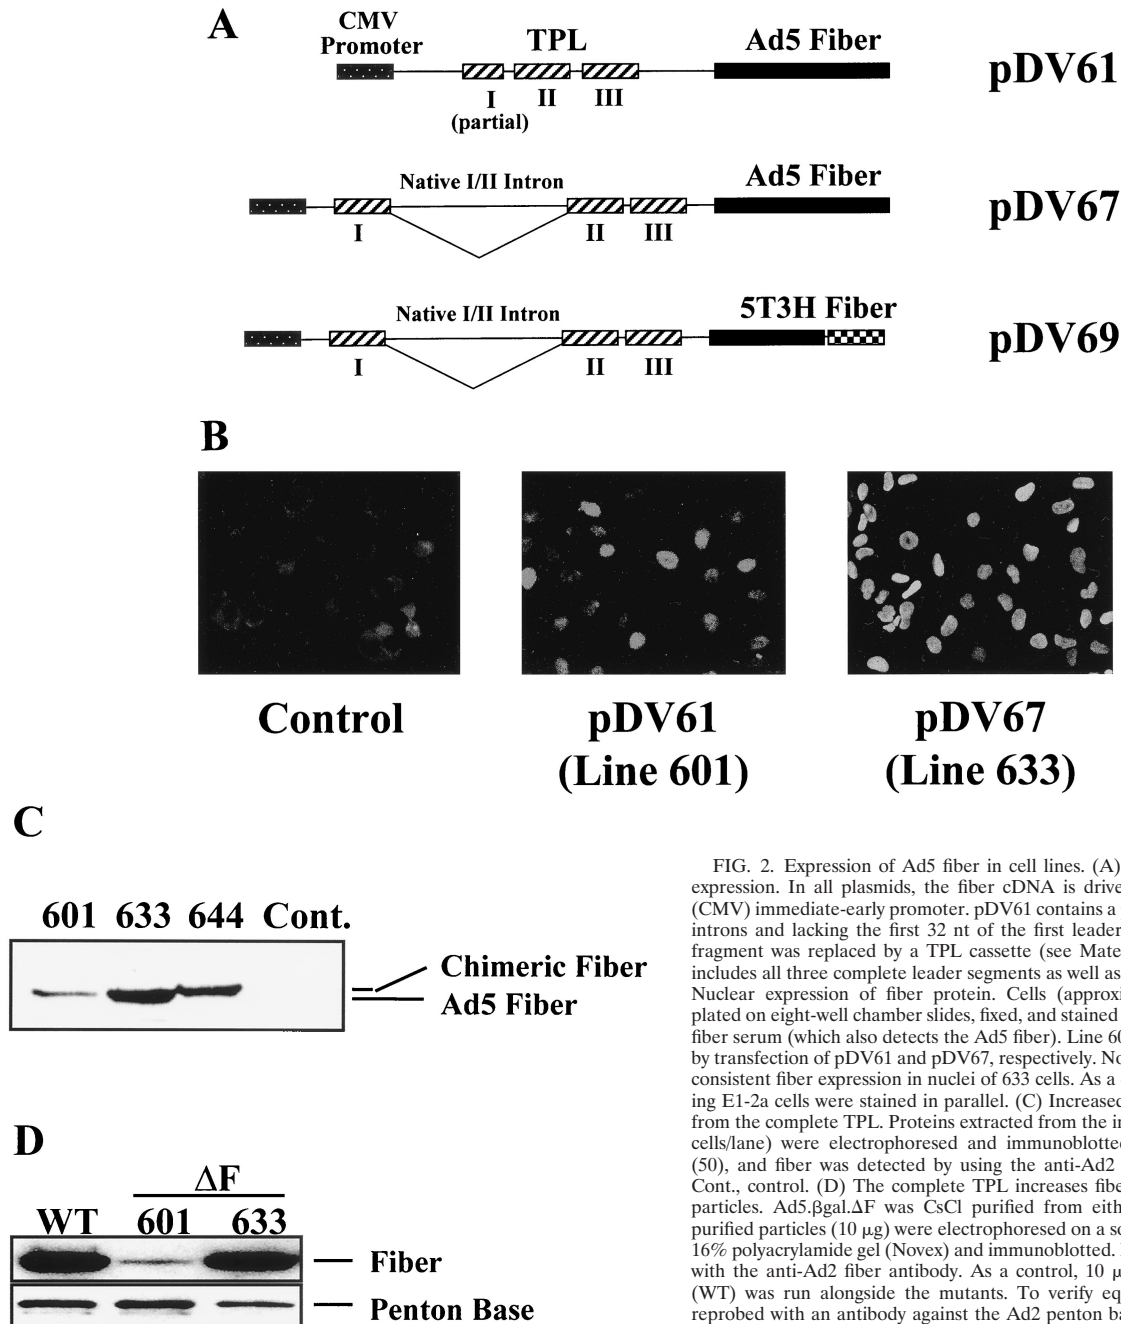 A
CMV
Promoter
TPL
Ad5 Fiber
pDV61
I
II
III
(partial)
Native I/II Intron
Ad5 Fiber
pDV67
I
II
III
Native I/II Intron
5T3H Fiber
pDV69
I
II
III
B
Control
pDV61
(Line 601)
pDV67
(Line 633)
C
601 633 644 Cont.
Chimeric Fiber
Ad5 Fiber
D
ΔF
WT 601 633
Fiber
Penton Base
FIG. 2. Expression of Ad5 fiber in cell lines. (A)
expression. In all plasmids, the fiber cDNA is drive
(CMV) immediate-early promoter. pDV61 contains a
introns and lacking the first 32 nt of the first leader
fragment was replaced by a TPL cassette (see Mate
includes all three complete leader segments as well as
Nuclear expression of fiber protein. Cells (approxi
plated on eight-well chamber slides, fixed, and stained
fiber serum (which also detects the Ad5 fiber). Line 60
by transfection of pDV61 and pDV67, respectively. No
consistent fiber expression in nuclei of 633 cells. As a
ing E1-2a cells were stained in parallel. (C) Increased
from the complete TPL. Proteins extracted from the in
cells/lane) were electrophoresed and immunoblotted
(50), and fiber was detected by using the anti-Ad2
Cont., control. (D) The complete TPL increases fibe
particles. Ad5.βgal.ΔF was CsCl purified from eith
purified particles (10 μg) were electrophoresed on a so
16% polyacrylamide gel (Novex) and immunoblotted.
with the anti-Ad2 fiber antibody. As a control, 10 μ
(WT) was run alongside the mutants. To verify equ
reprobed with an antibody against the Ad2 penton ba